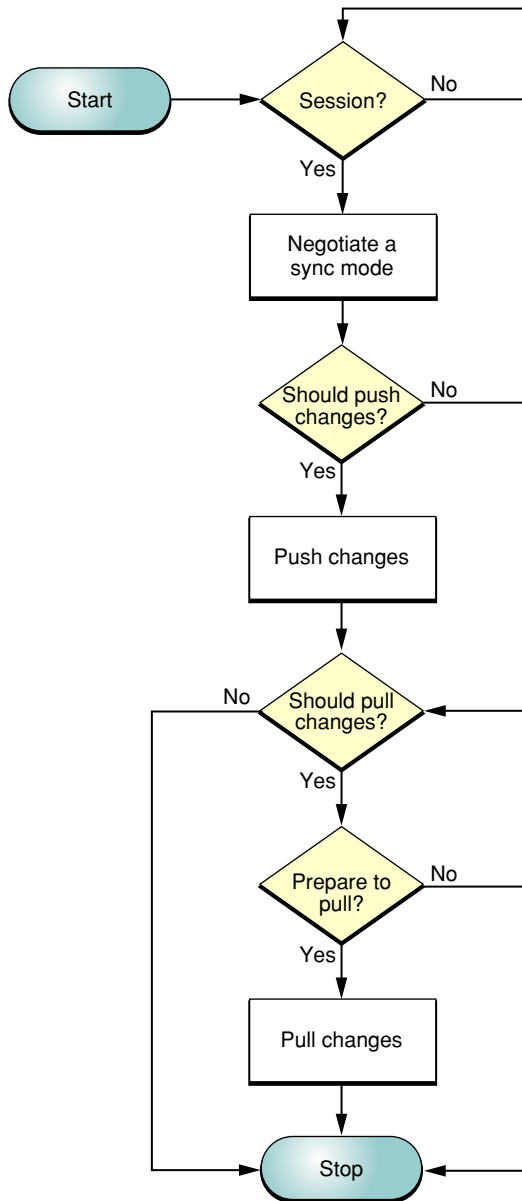 Start
Session?
No
Yes
Negotiate a
sync mode
Should push
changes?
No
Yes
Push changes
No
Should pull
changes?
Yes
Prepare to
pull?
No
Yes
Pull changes
Stop